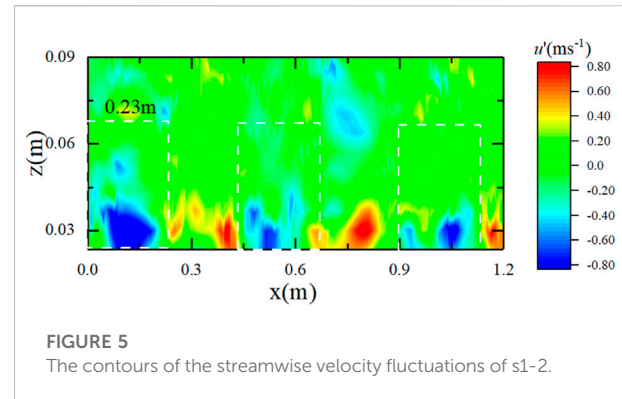 u'(ms-1)
0.09
0.80
0.60
0.23m
0.40
0.20
z(m)
0.06
0.0
-0.20
-0.40
0.03
-0.60
-0.80
0.0
0.3
0.6
0.9
1.2
x(m)
FIGURE 5
The contours of the streamwise velocity fluctuations of s1-2.